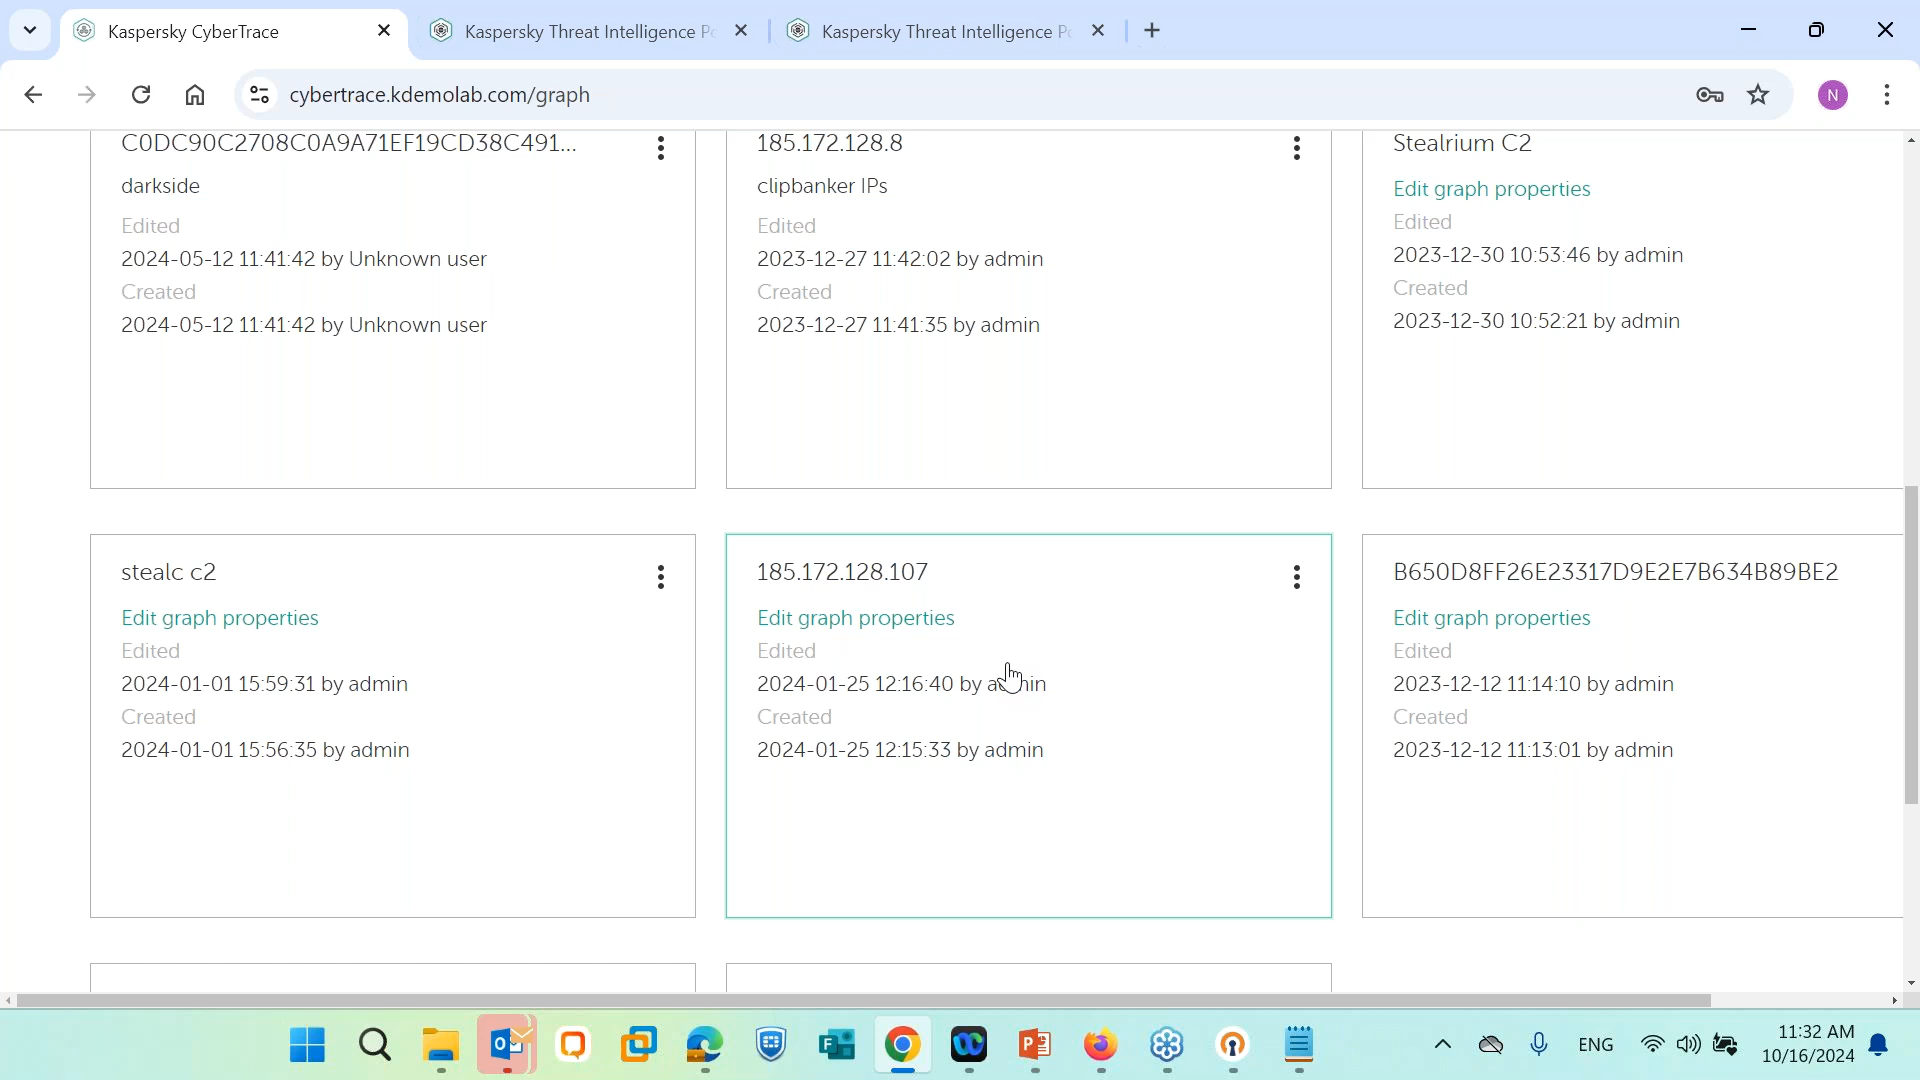 Kaspersky CyberTrace
Kaspersky Threat Intelligence Po
Kaspersky Threat Intelligence Po
cybertrace.kdemolab.com/graph
N
C0DC90C2708C0A9A71EF19CD38C491...
darkside
Edited
2024-05-12 11:41:42 by Unknown user
Created
2024-05-12 11:41:42 by Unknown user
185.172.128.8
clipbanker IPs
Edited
2023-12-27 11:42:02 by admin
Created
2023-12-27 11:41:35 by admin
Stealrium C2
Edit graph properties
Edited
2023-12-30 10:53:46 by admin
Created
2023-12-30 10:52:21 by admin
stealc c2
Edit graph properties
Edited
2024-01-01 15:59:31 by admin
Created
2024-01-01 15:56:35 by admin
185.172.128.107
Edit graph properties
Edited
2024-01-25 12:16:40 by admin
Created
2024-01-25 12:15:33 by admin
B650D8FF26E23317D9E2E7B634B89BE2
Edit graph properties
Edited
2023-12-12 11:14:10 by admin
Created
2023-12-12 11:13:01 by admin
ENG
11:32 AM
10/16/2024